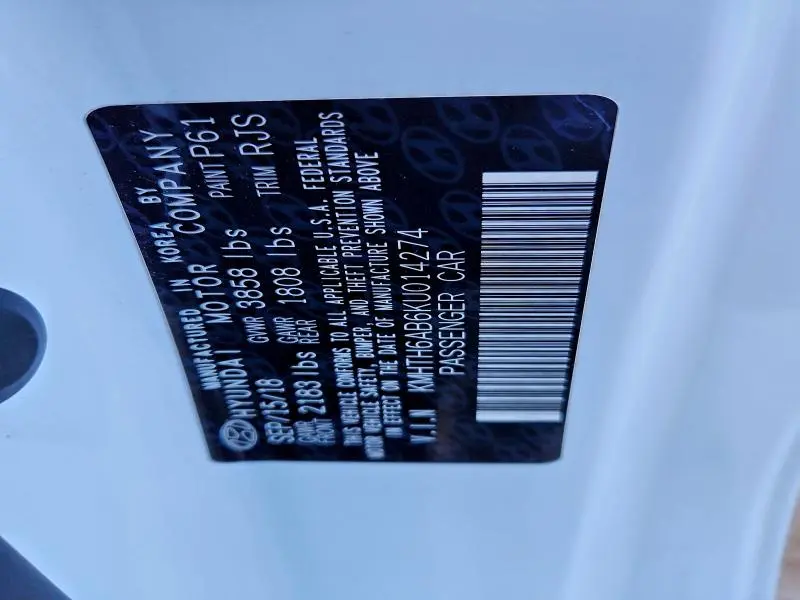 MANUFACTURED IN KOREA BY
HYUNDAI MOTOR COMPANY
SEP/15/18 GVWR 3858 lbs PAINT P61
GAWR FRONT 2183 lbs GAWR REAR 1808 lbs TRIM RJS
THIS VEHICLE CONFORMS TO ALL APPLICABLE U.S.A. FEDERAL
MOTOR VEHICLE SAFETY, BUMPER, AND THEFT PREVENTION STANDARDS
IN EFFECT ON THE DATE OF MANUFACTURE SHOWN ABOVE
V.I.N KMHTH6AB6KU014274
PASSENGER CAR